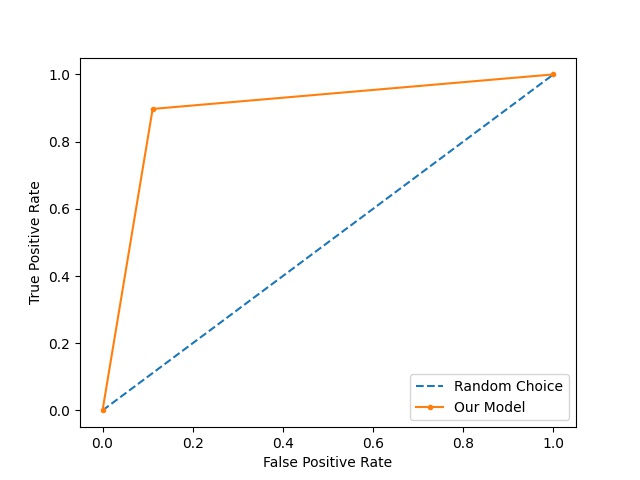 1.0
0.8
0.6
0.4
0.2
0.0
True Positive Rate
Random Choice
Our Model
0.0 0.2 0.4 0.6 0.8 1.0
False Positive Rate